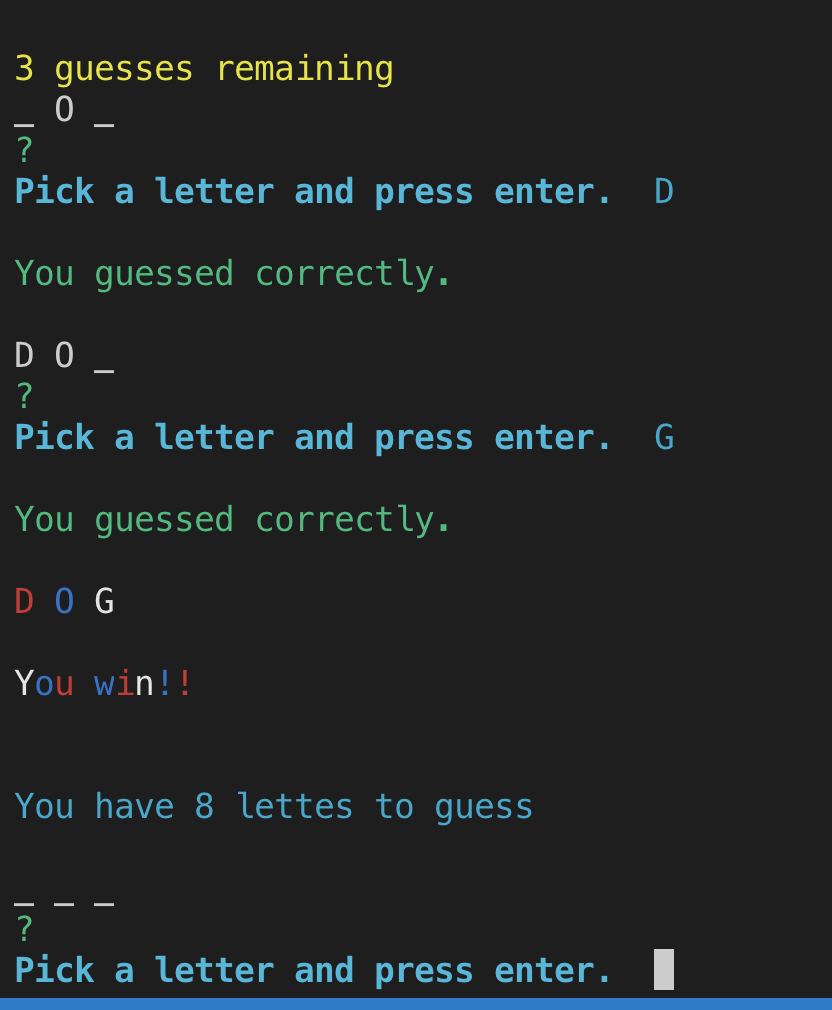 3 guesses remaining
_ O _
?
Pick a letter and press enter.  D
You guessed correctly.
D O _
?
Pick a letter and press enter.  G
You guessed correctly.
D O G
You win!!
You have 8 lettes to guess
_ _ _
?
Pick a letter and press enter.